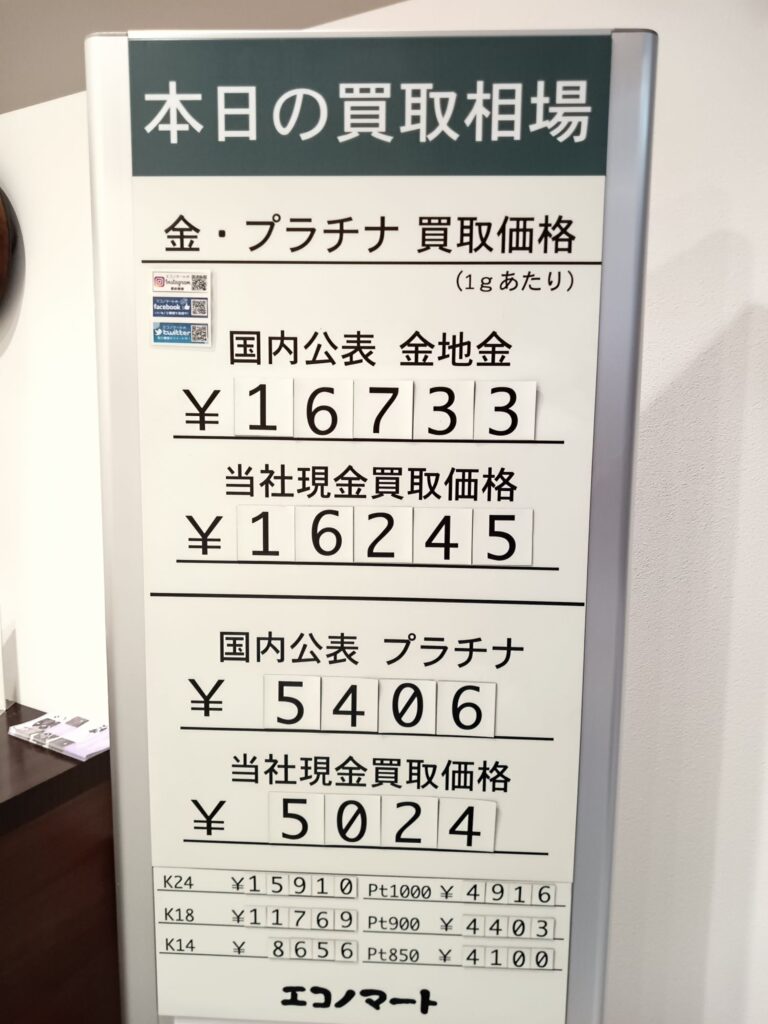 本日の買取相場
金・プラチナ 買取価格
(1gあたり)
Instagram
facebook
twitter
国内公表 金地金
¥16733
当社現金買取価格
¥16245
国内公表 プラチナ
¥5406
当社現金買取価格
¥5024
K24 ¥15910 Pt1000 ¥4916
K18 ¥11769 Pt900 ¥4403
K14 ¥8656 Pt850 ¥4100
エコノマート